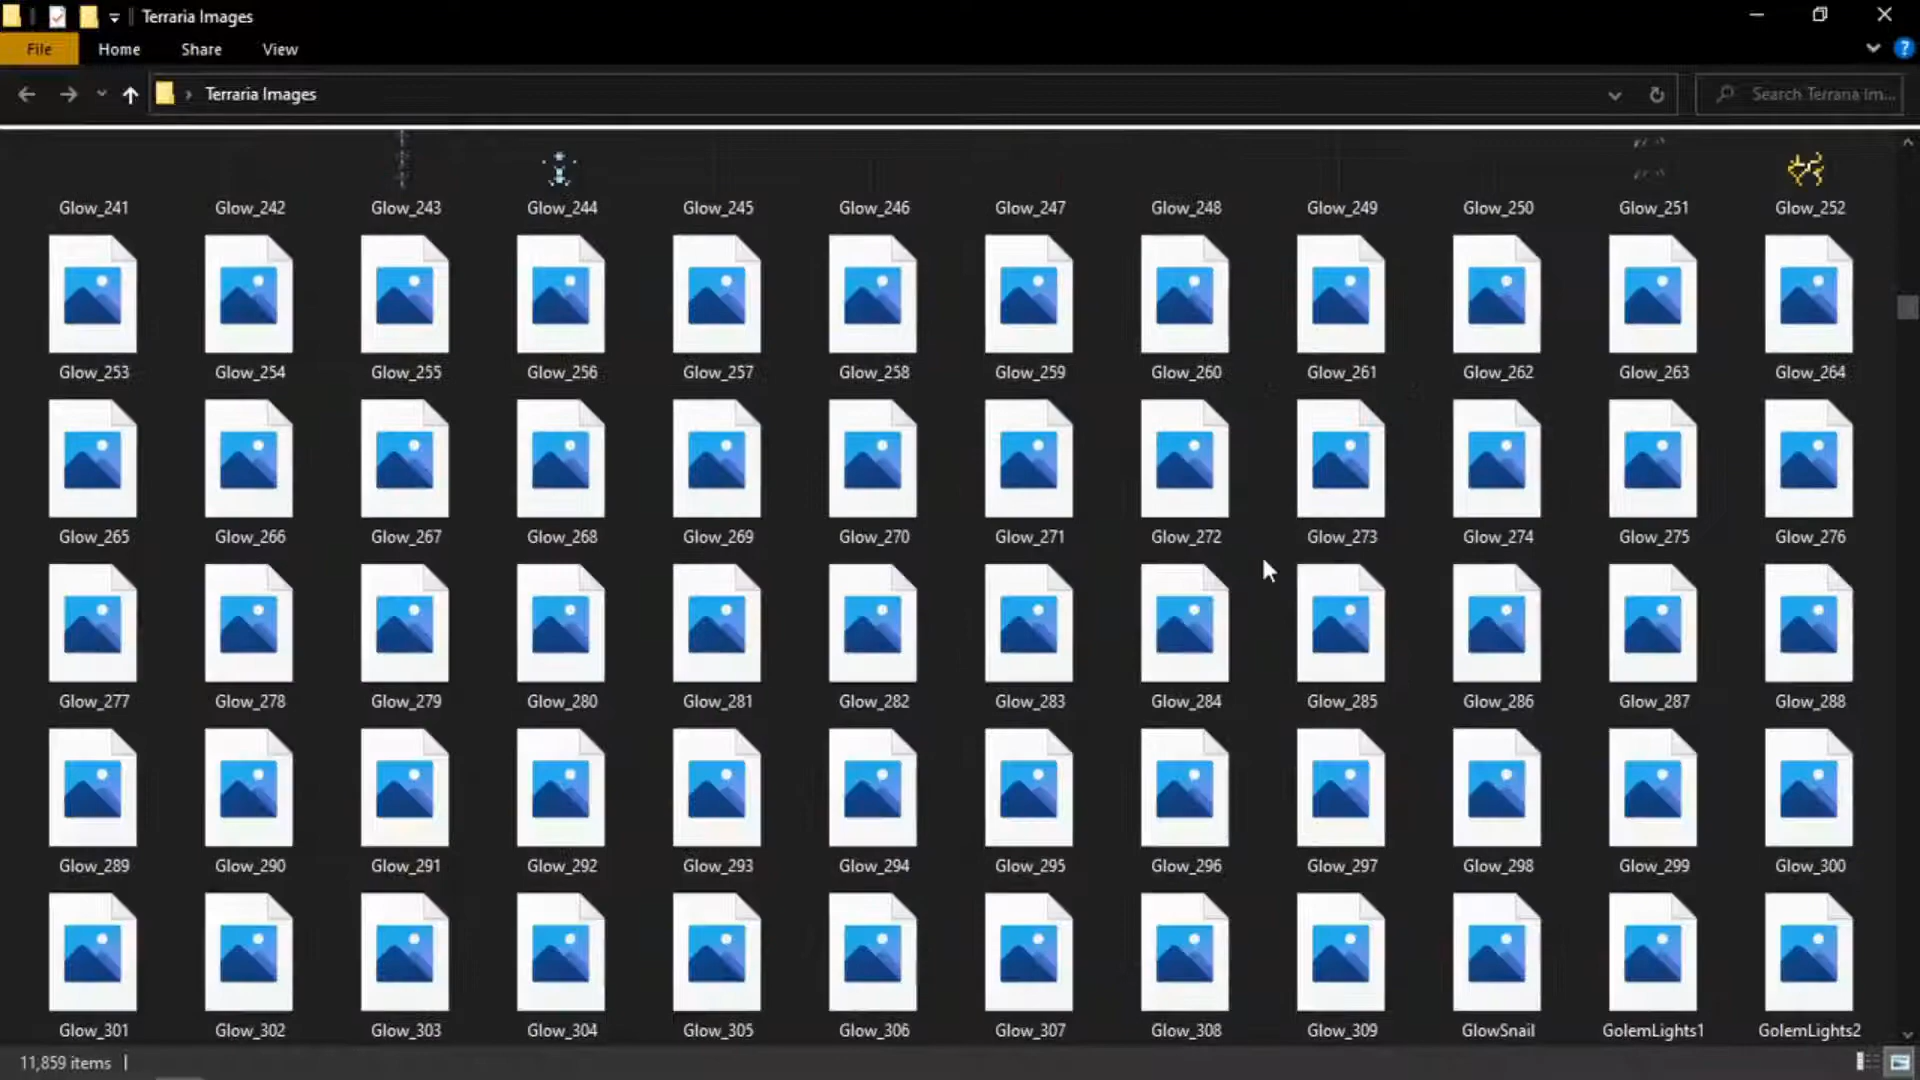 Terraria Images
File Home Share View
Terraria Images
Search Terraria Im...
Glow_241 Glow_242 Glow_243 Glow_244 Glow_245 Glow_246 Glow_247 Glow_248 Glow_249 Glow_250 Glow_251 Glow_252
Glow_253 Glow_254 Glow_255 Glow_256 Glow_257 Glow_258 Glow_259 Glow_260 Glow_261 Glow_262 Glow_263 Glow_264
Glow_265 Glow_266 Glow_267 Glow_268 Glow_269 Glow_270 Glow_271 Glow_272 Glow_273 Glow_274 Glow_275 Glow_276
Glow_277 Glow_278 Glow_279 Glow_280 Glow_281 Glow_282 Glow_283 Glow_284 Glow_285 Glow_286 Glow_287 Glow_288
Glow_289 Glow_290 Glow_291 Glow_292 Glow_293 Glow_294 Glow_295 Glow_296 Glow_297 Glow_298 Glow_299 Glow_300
Glow_301 Glow_302 Glow_303 Glow_304 Glow_305 Glow_306 Glow_307 Glow_308 Glow_309 GlowSnail GolemLights1 GolemLights2
11,859 items